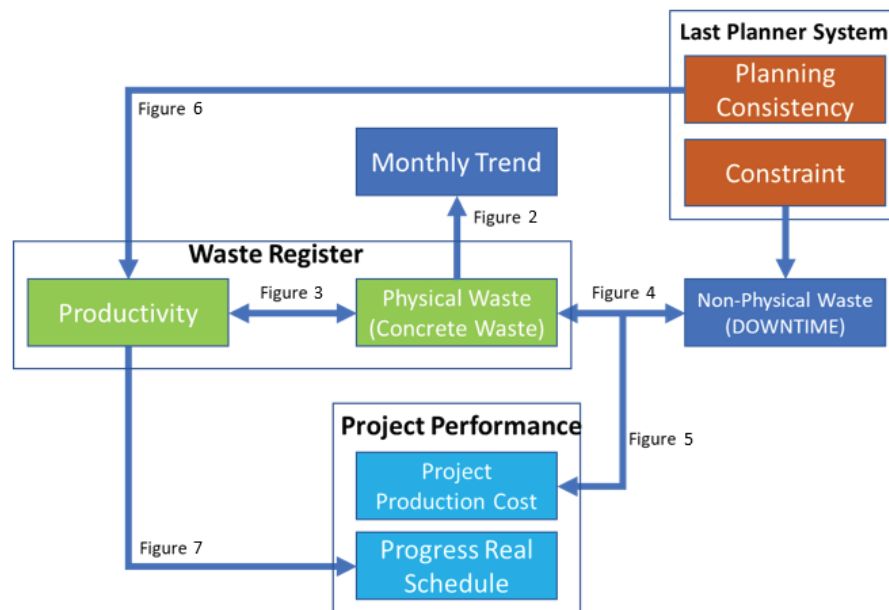 Last Planner System
Planning
Consistency
Figure 6
Monthly Trend
Constraint
Figure 2
Waste Register
Productivity
Figure 3
Physical Waste
(Concrete Waste)
Figure 4
Non-Physical Waste
(DOWNTIME)
Project Performance
Figure 5
Project
Production Cost
Figure 7
Progress Real
Schedule